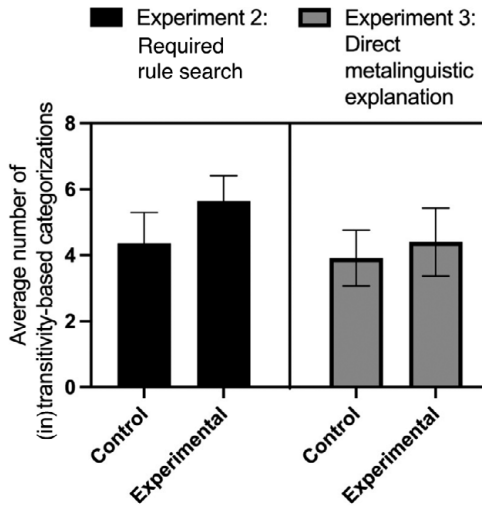 Experiment 2:
Required
rule search
Experiment 3:
Direct
metalinguistic
explanation
Average number of
(in)transitivity-based categorizations
8
6
4
2
0
Control
Experimental
Control
Experimental